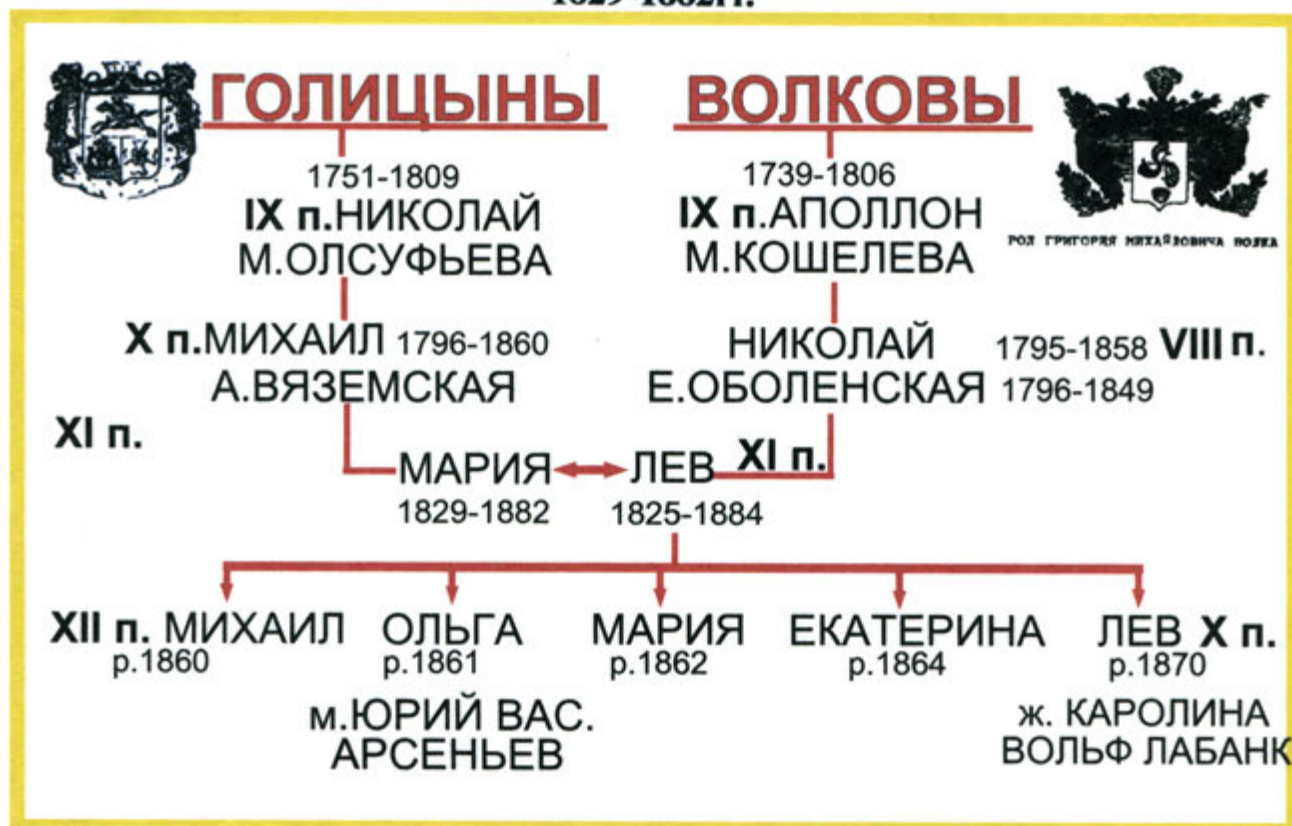 1829-1882гг.
ГОЛИЦЫНЫ ВОЛКОВЫ
1751-1809 1739-1806
IX п.НИКОЛАЙ IX п.АПОЛЛОН
М.ОЛСУФЬЕВА М.КОШЕЛЕВА
РОД ГРИГОРИЯ МИХАЙЛОВИЧА ВОЛКА
X п.МИХАИЛ 1796-1860 НИКОЛАЙ 1795-1858 VIII п.
А.ВЯЗЕМСКАЯ Е.ОБОЛЕНСКАЯ 1796-1849
XI п. МАРИЯ ЛЕВ XI п.
1829-1882 1825-1884
XII п. МИХАИЛ ОЛЬГА МАРИЯ ЕКАТЕРИНА ЛЕВ X п.
р.1860 р.1861 р.1862 р.1864 р.1870
м.ЮРИЙ ВАС. ж. КАРОЛИНА
АРСЕНЬЕВ ВОЛЬФ ЛАБАНК